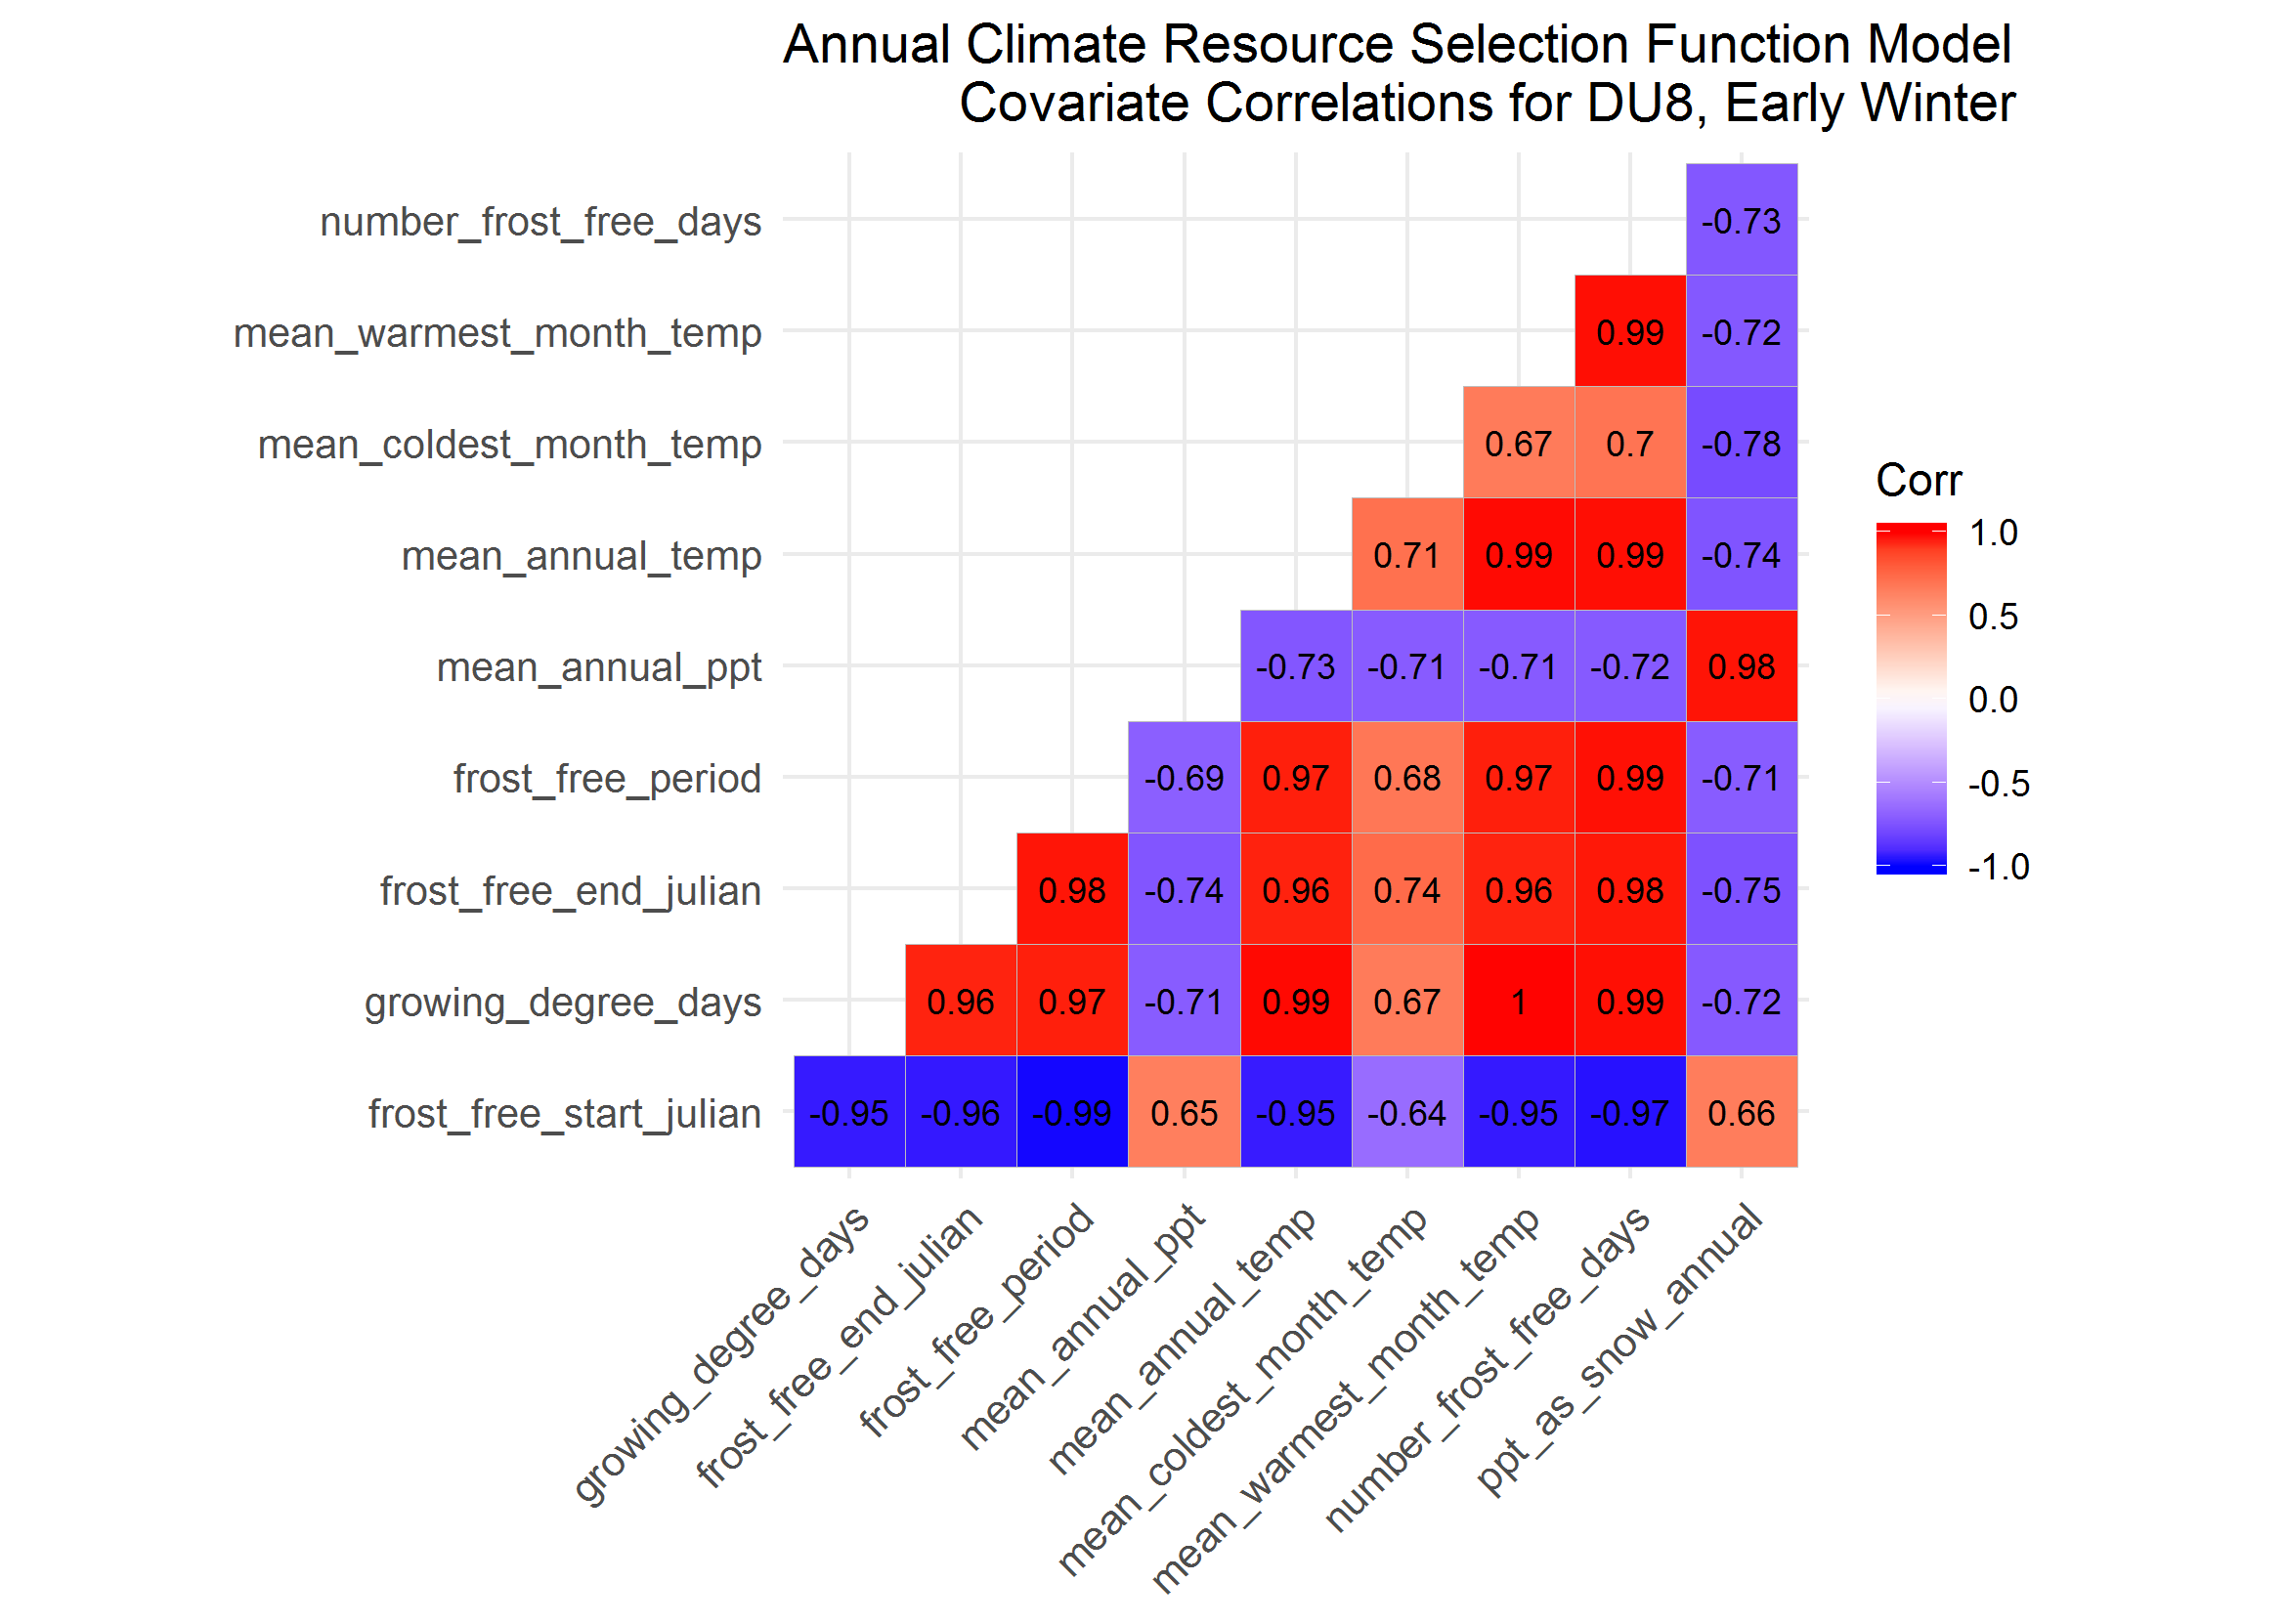 Annual Climate Resource Selection Function Model
Covariate Correlations for DU8, Early Winter
number_frost_free_days -0.73
mean_warmest_month_temp 0.99 -0.72
mean_coldest_month_temp 0.67 0.7 -0.78
mean_annual_temp 0.71 0.99 0.99 -0.74
mean_annual_ppt -0.73 -0.71 -0.71 -0.72 0.98
frost_free_period -0.69 0.97 0.68 0.97 0.99 -0.71
frost_free_end_julian 0.98 -0.74 0.96 0.74 0.96 0.98 -0.75
growing_degree_days 0.96 0.97 -0.71 0.99 0.67 1 0.99 -0.72
frost_free_start_julian -0.95 -0.96 -0.99 0.65 -0.95 -0.64 -0.95 -0.97 0.66
growing_degree_days
frost_free_end_julian
frost_free_period
mean_annual_ppt
mean_annual_temp
mean_coldest_month_temp
mean_warmest_month_temp
number_frost_free_days
ppt_as_snow_annual
Corr
1.0
0.5
0.0
-0.5
-1.0